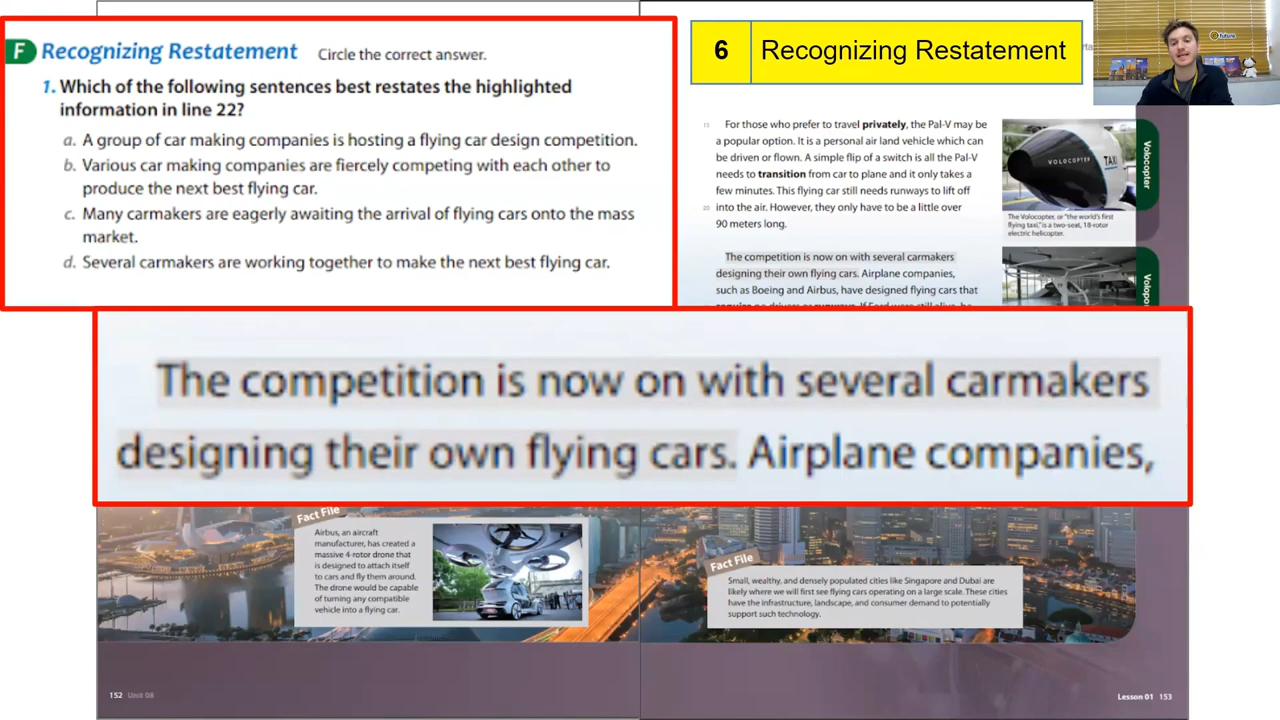 F Recognizing Restatement Circle the correct answer.
1. Which of the following sentences best restates the highlighted
information in line 22?
a. A group of car making companies is hosting a flying car design competition.
b. Various car making companies are fiercely competing with each other to
produce the next best flying car.
c. Many carmakers are eagerly awaiting the arrival of flying cars onto the mass
market.
d. Several carmakers are working together to make the next best flying car.
6 Recognizing Restatement
future
15 For those who prefer to travel privately, the Pal-V may be
a popular option. It is a personal air land vehicle which can
be driven or flown. A simple flip of a switch is all the Pal-V
needs to transition from car to plane and it only takes a
few minutes. This flying car still needs runways to lift off
20 into the air. However, they only have to be a little over
90 meters long.
The competition is now on with several carmakers
designing their own flying cars. Airplane companies,
such as Boeing and Airbus, have designed flying cars that
VOLOCOPTER TAXI
Volocopter
The Volocopter, or "the world's first
flying taxi," is a two-seat, 18-rotor
electric helicopter.
The competition is now on with several carmakers
designing their own flying cars. Airplane companies,
Fact File
Airbus, an aircraft
manufacturer, has created a
massive 4-rotor drone that
is designed to attach itself
to cars and fly them around.
The drone would be capable
of turning any compatible
vehicle into a flying car.
Fact File
Small, wealthy, and densely populated cities like Singapore and Dubai are
likely where we will first see flying cars operating on a large scale. These cities
have the infrastructure, landscape, and consumer demand to potentially
support such technology.
152 Unit 08
Lesson 01 153